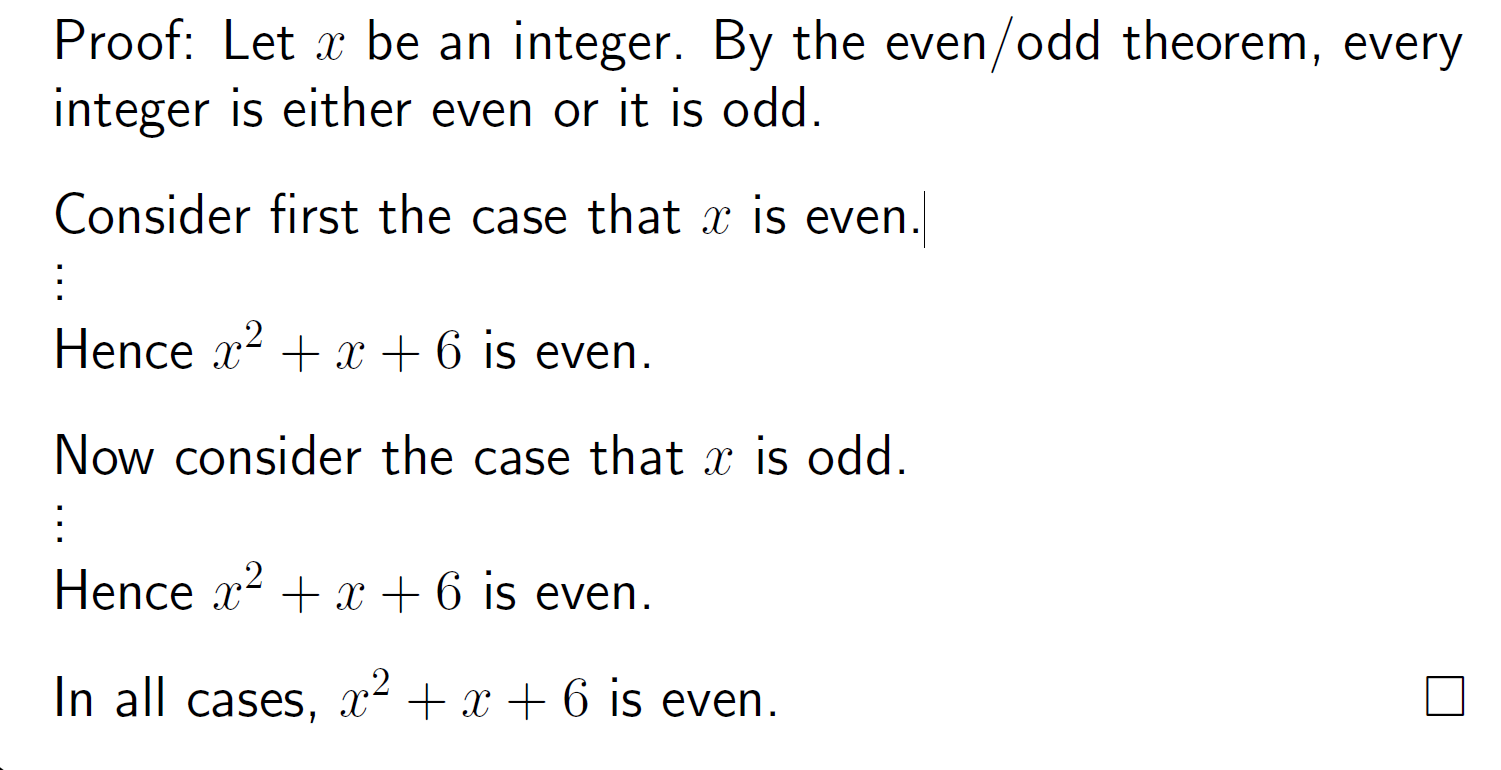 Proof: Let x be an integer. By the even/odd theorem, every
integer is either even or it is odd.
Consider first the case that x is even.
⋮
Hence x² + x + 6 is even.
Now consider the case that x is odd.
⋮
Hence x² + x + 6 is even.
In all cases, x² + x + 6 is even. □